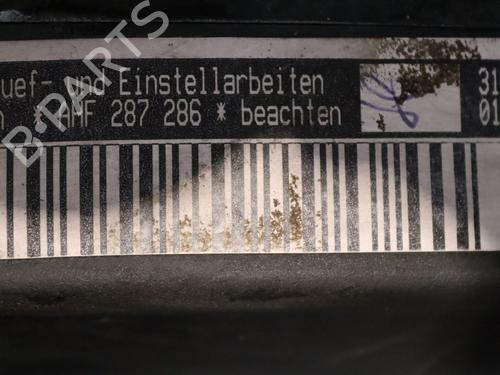 uef- und Einstellarbeiten
* AMF 287 286 * beachten
31
01
B-PARTS